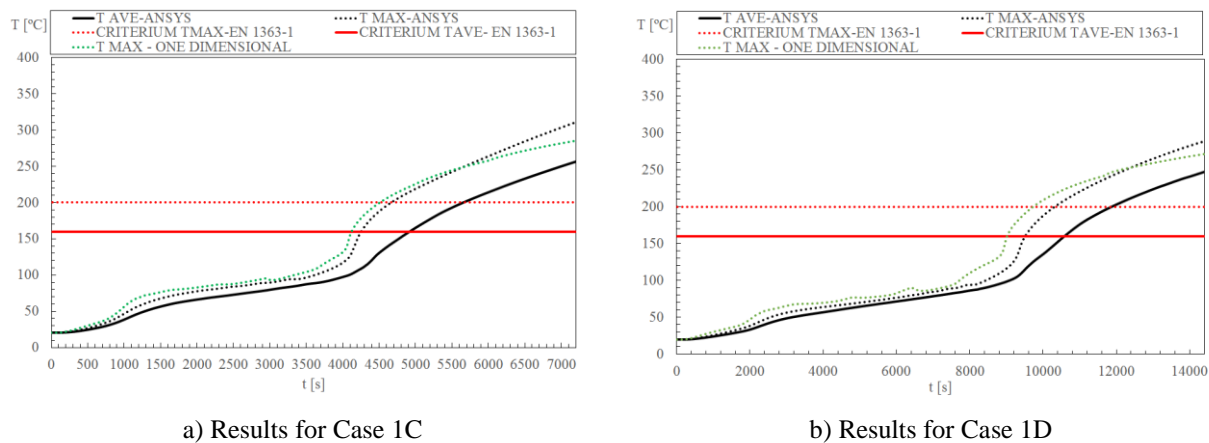 T [ºC]
T AVE-ANSYS
T MAX-ANSYS
CRITERIUM TMAX-EN 1363-1
CRITERIUM TAVE- EN 1363-1
T MAX - ONE DIMENSIONAL
400
350
300
250
200
150
100
50
0
0 500 1000 1500 2000 2500 3000 3500 4000 4500 5000 5500 6000 6500 7000
t [s]
a) Results for Case 1C
T [ºC]
T AVE-ANSYS
T MAX-ANSYS
CRITERIUM TMAX-EN 1363-1
CRITERIUM TAVE- EN 1363-1
T MAX - ONE DIMENSIONAL
400
350
300
250
200
150
100
50
0
0 2000 4000 6000 8000 10000 12000 14000
t [s]
b) Results for Case 1D